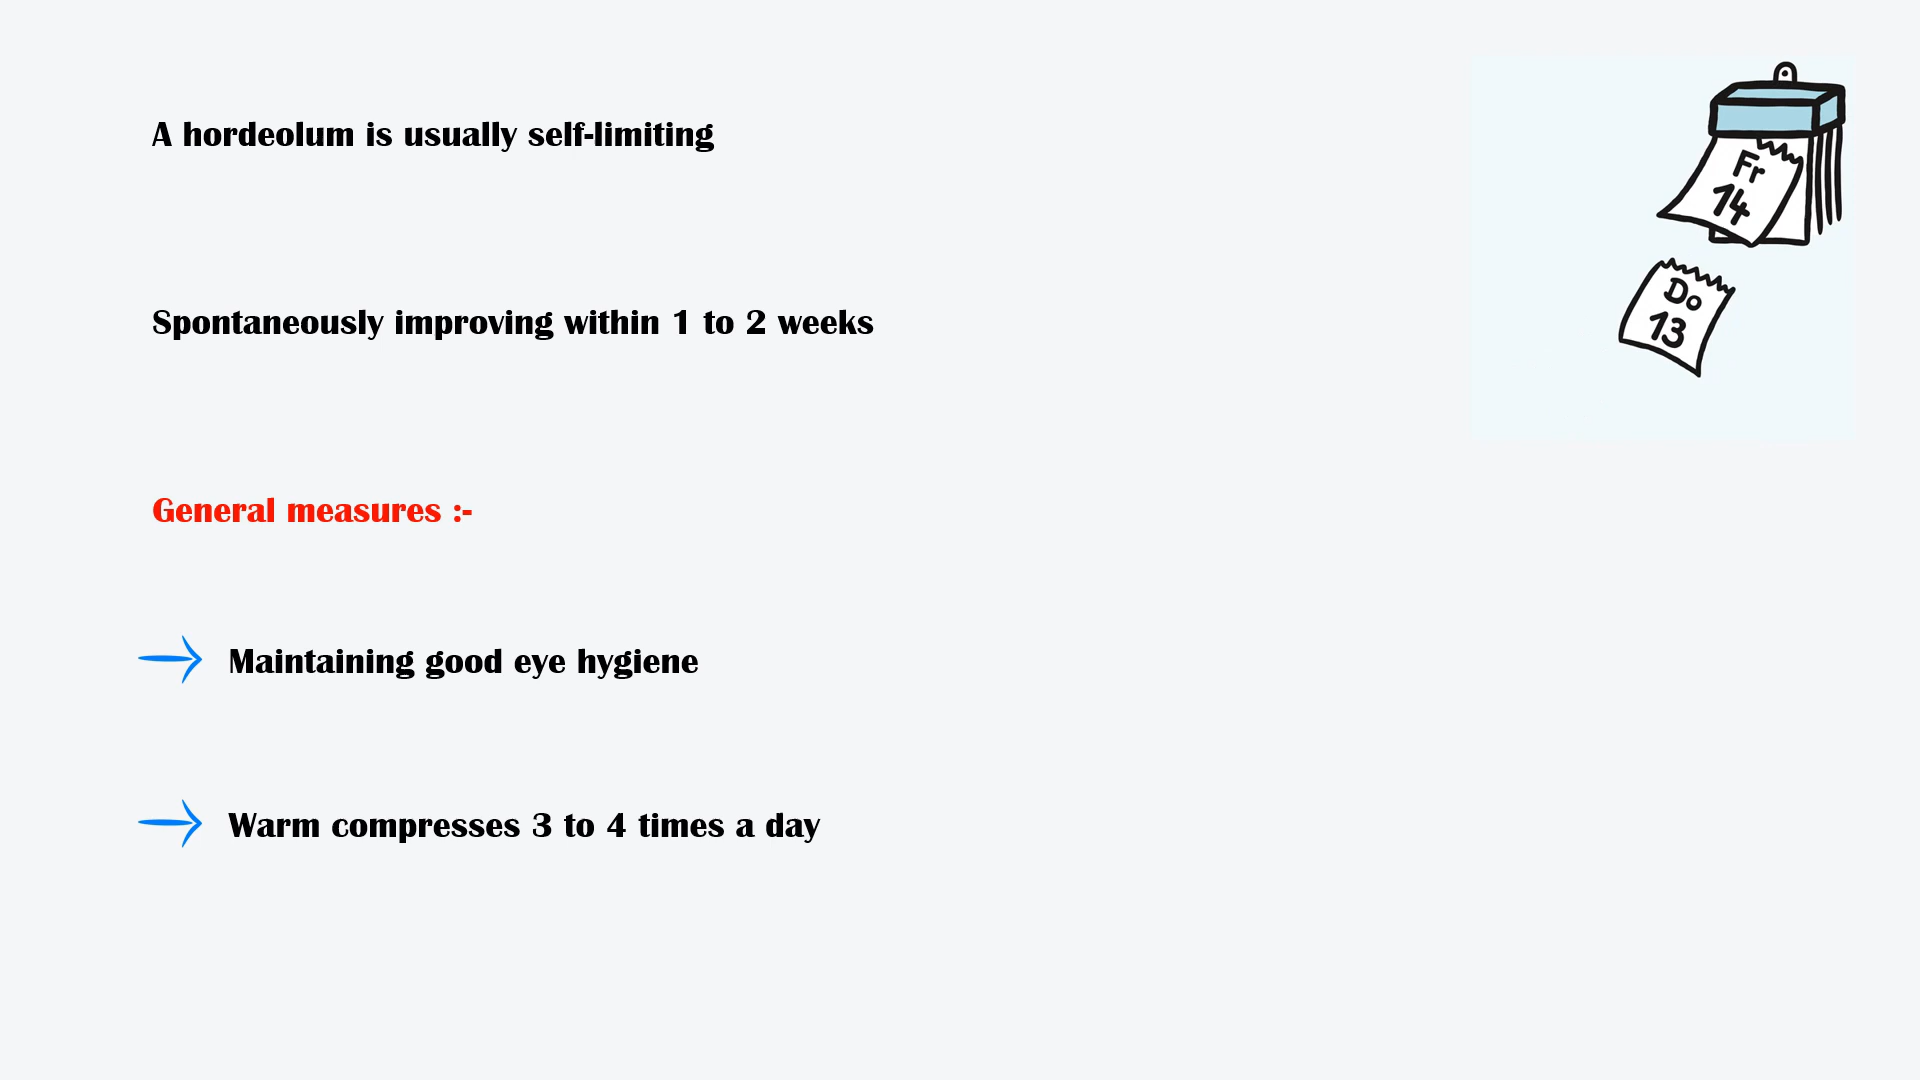 A hordeolum is usually self-limiting
Spontaneously improving within 1 to 2 weeks
General measures :-
Maintaining good eye hygiene
Warm compresses 3 to 4 times a day
Fr
14
Do
13